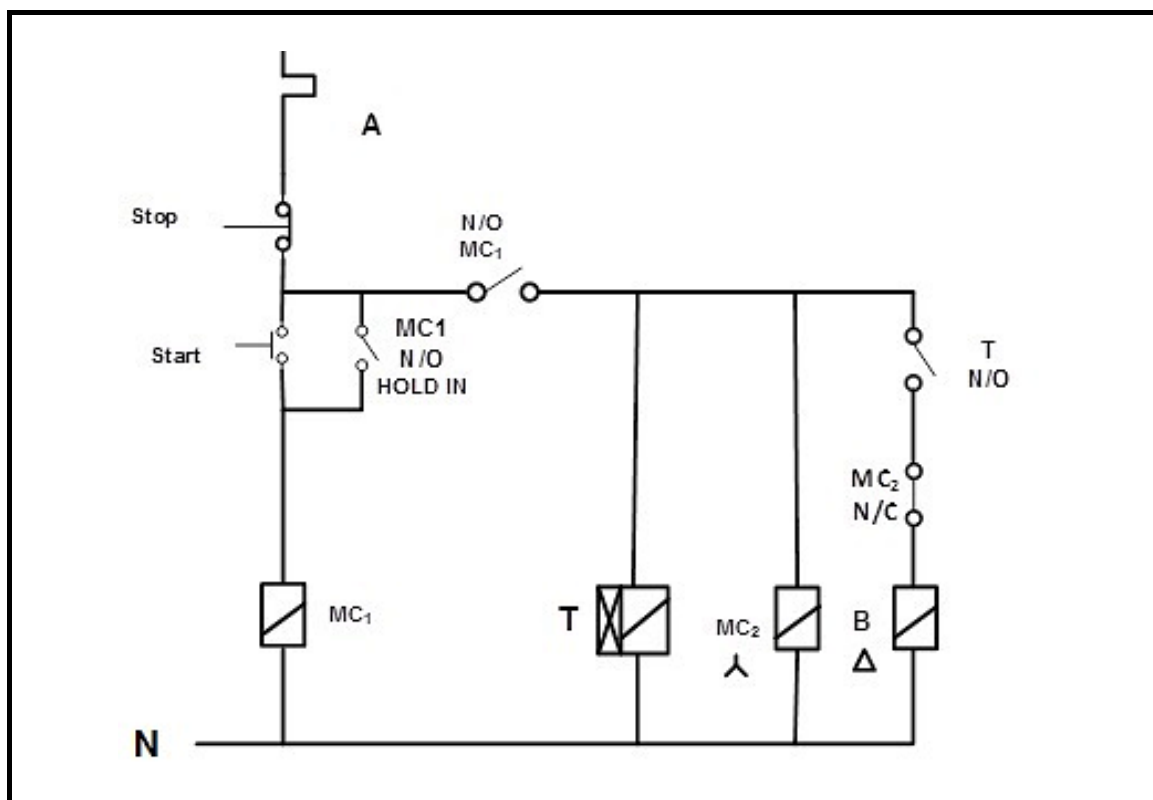 A
Stop
N/O
MC₁
Start
MC1
N/O
HOLD IN
T
N/O
MC₂
N/C
MC₁
T
MC₂
B
N